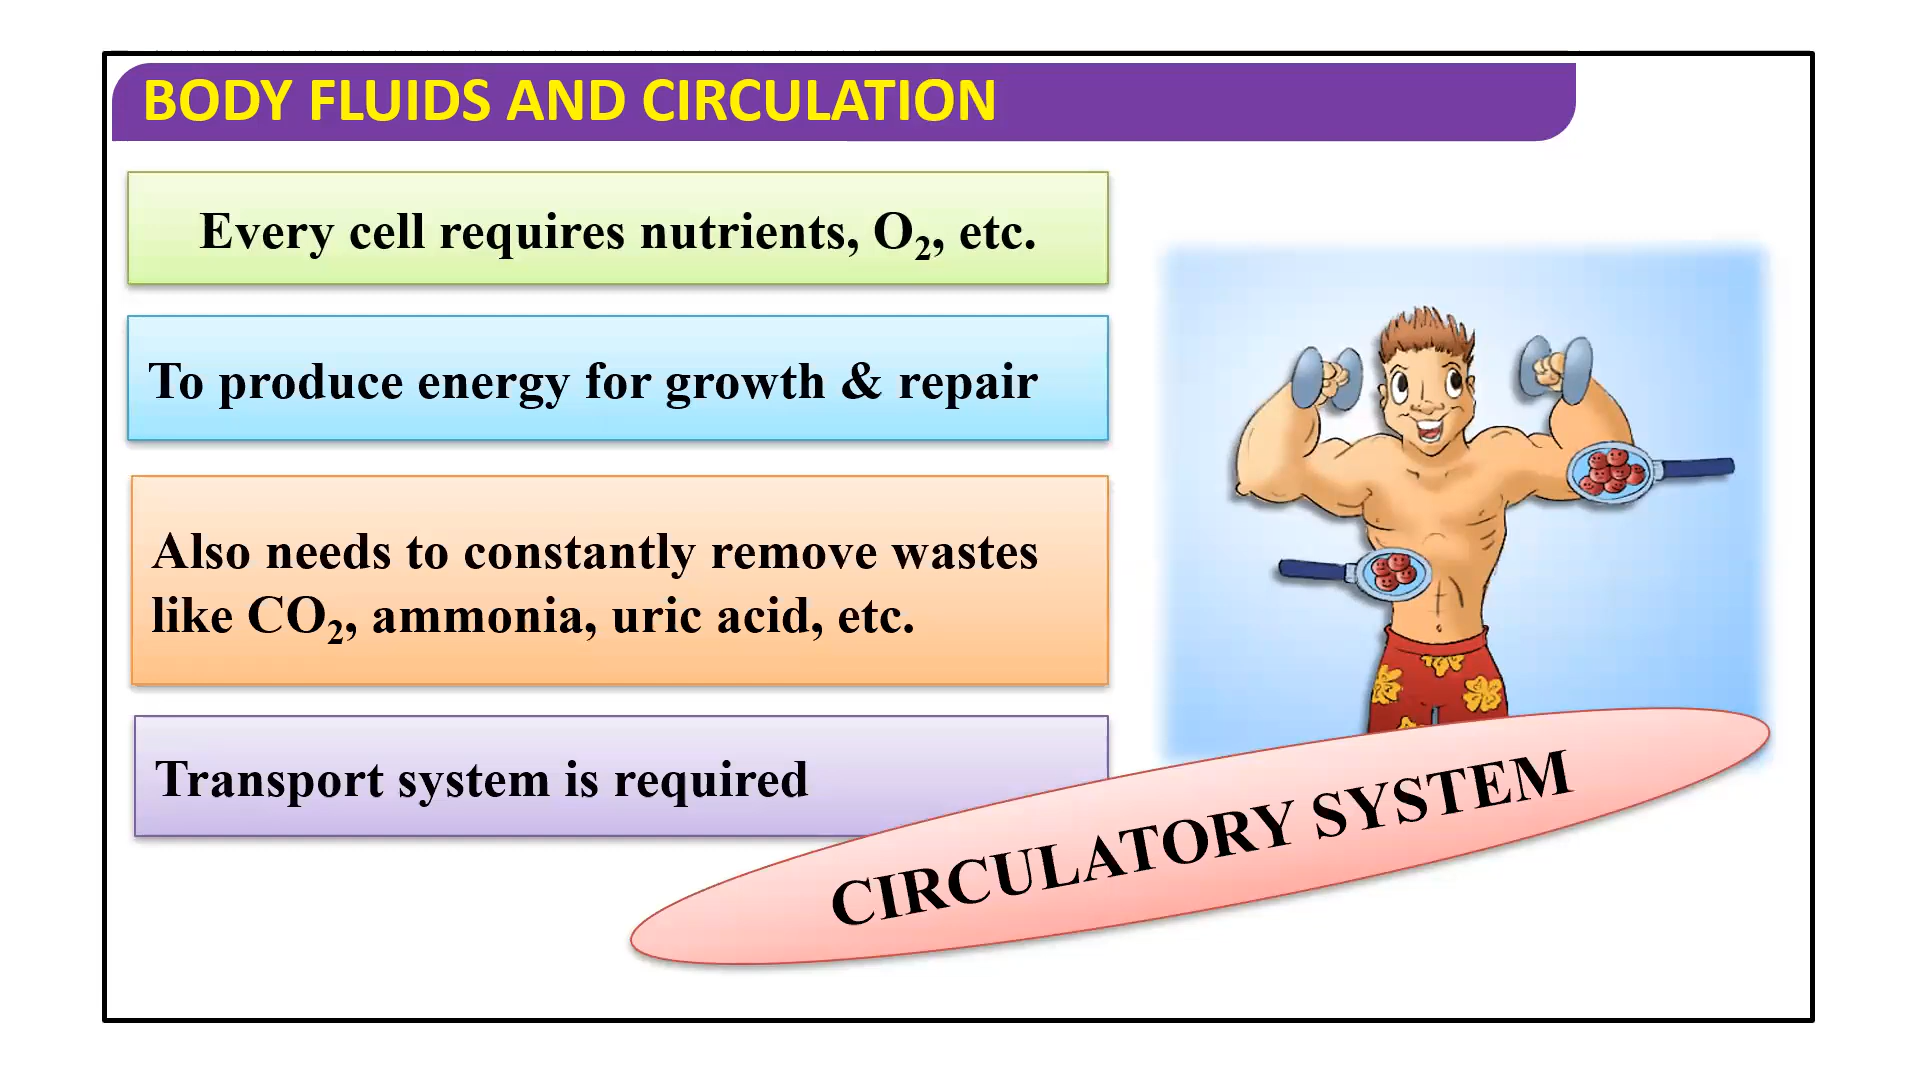 BODY FLUIDS AND CIRCULATION
Every cell requires nutrients, O₂, etc.
To produce energy for growth & repair
Also needs to constantly remove wastes
like CO₂, ammonia, uric acid, etc.
Transport system is required
CIRCULATORY SYSTEM